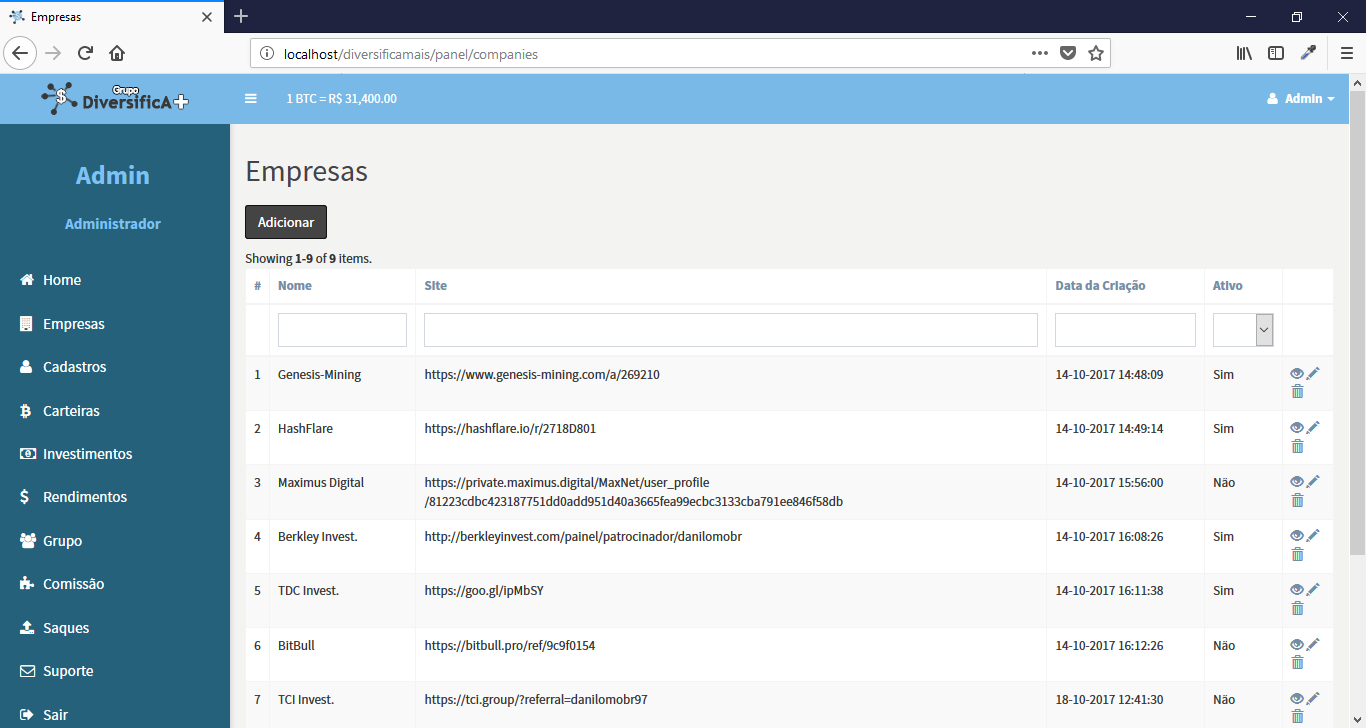 Empresas
localhost/diversificamais/panel/companies
Grupo
DiversificA+
1 BTC = R$ 31,400.00
Admin
Admin
Administrador
Home
Empresas
Cadastros
Carteiras
Investimentos
Rendimentos
Grupo
Comissão
Saques
Suporte
Sair
Empresas
Adicionar
Showing 1-9 of 9 items.
# Nome Site Data da Criação Ativo
1 Genesis-Mining https://www.genesis-mining.com/a/269210 14-10-2017 14:48:09 Sim
2 HashFlare https://hashflare.io/r/2718D801 14-10-2017 14:49:14 Sim
3 Maximus Digital https://private.maximus.digital/MaxNet/user_profile 14-10-2017 15:56:00 Não
/81223cdbc423187751dd0add951d40a3665fea99ecbc3133cba791ee846f58db
4 Berkley Invest. http://berkleyinvest.com/painel/patrocinador/danilomobr 14-10-2017 16:08:26 Sim
5 TDC Invest. https://goo.gl/ipMbSY 14-10-2017 16:11:38 Sim
6 BitBull https://bitbull.pro/ref/9c9f0154 14-10-2017 16:12:26 Não
7 TCI Invest. https://tci.group/?referral=danilomobr97 18-10-2017 12:41:30 Não